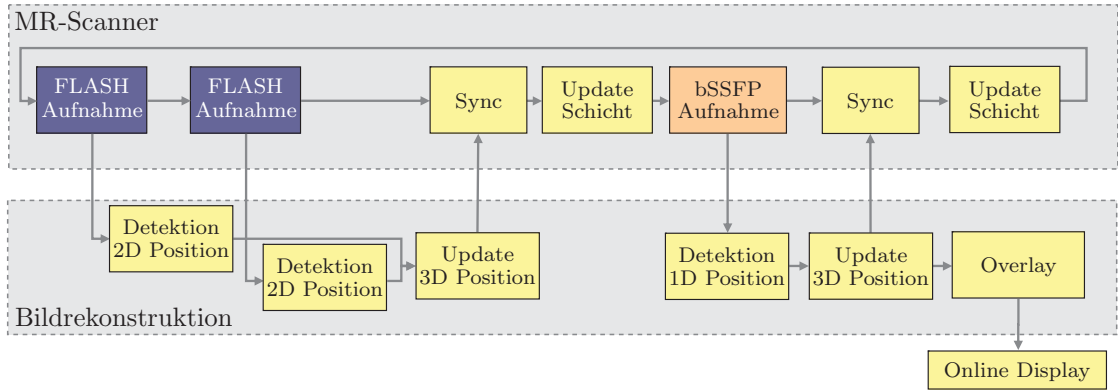 MR-Scanner
FLASH
Aufnahme
FLASH
Aufnahme
Sync
Update
Schicht
bSSFP
Aufnahme
Sync
Update
Schicht
Detektion
2D Position
Detektion
2D Position
Update
3D Position
Detektion
1D Position
Update
3D Position
Overlay
Bildrekonstruktion
Online Display